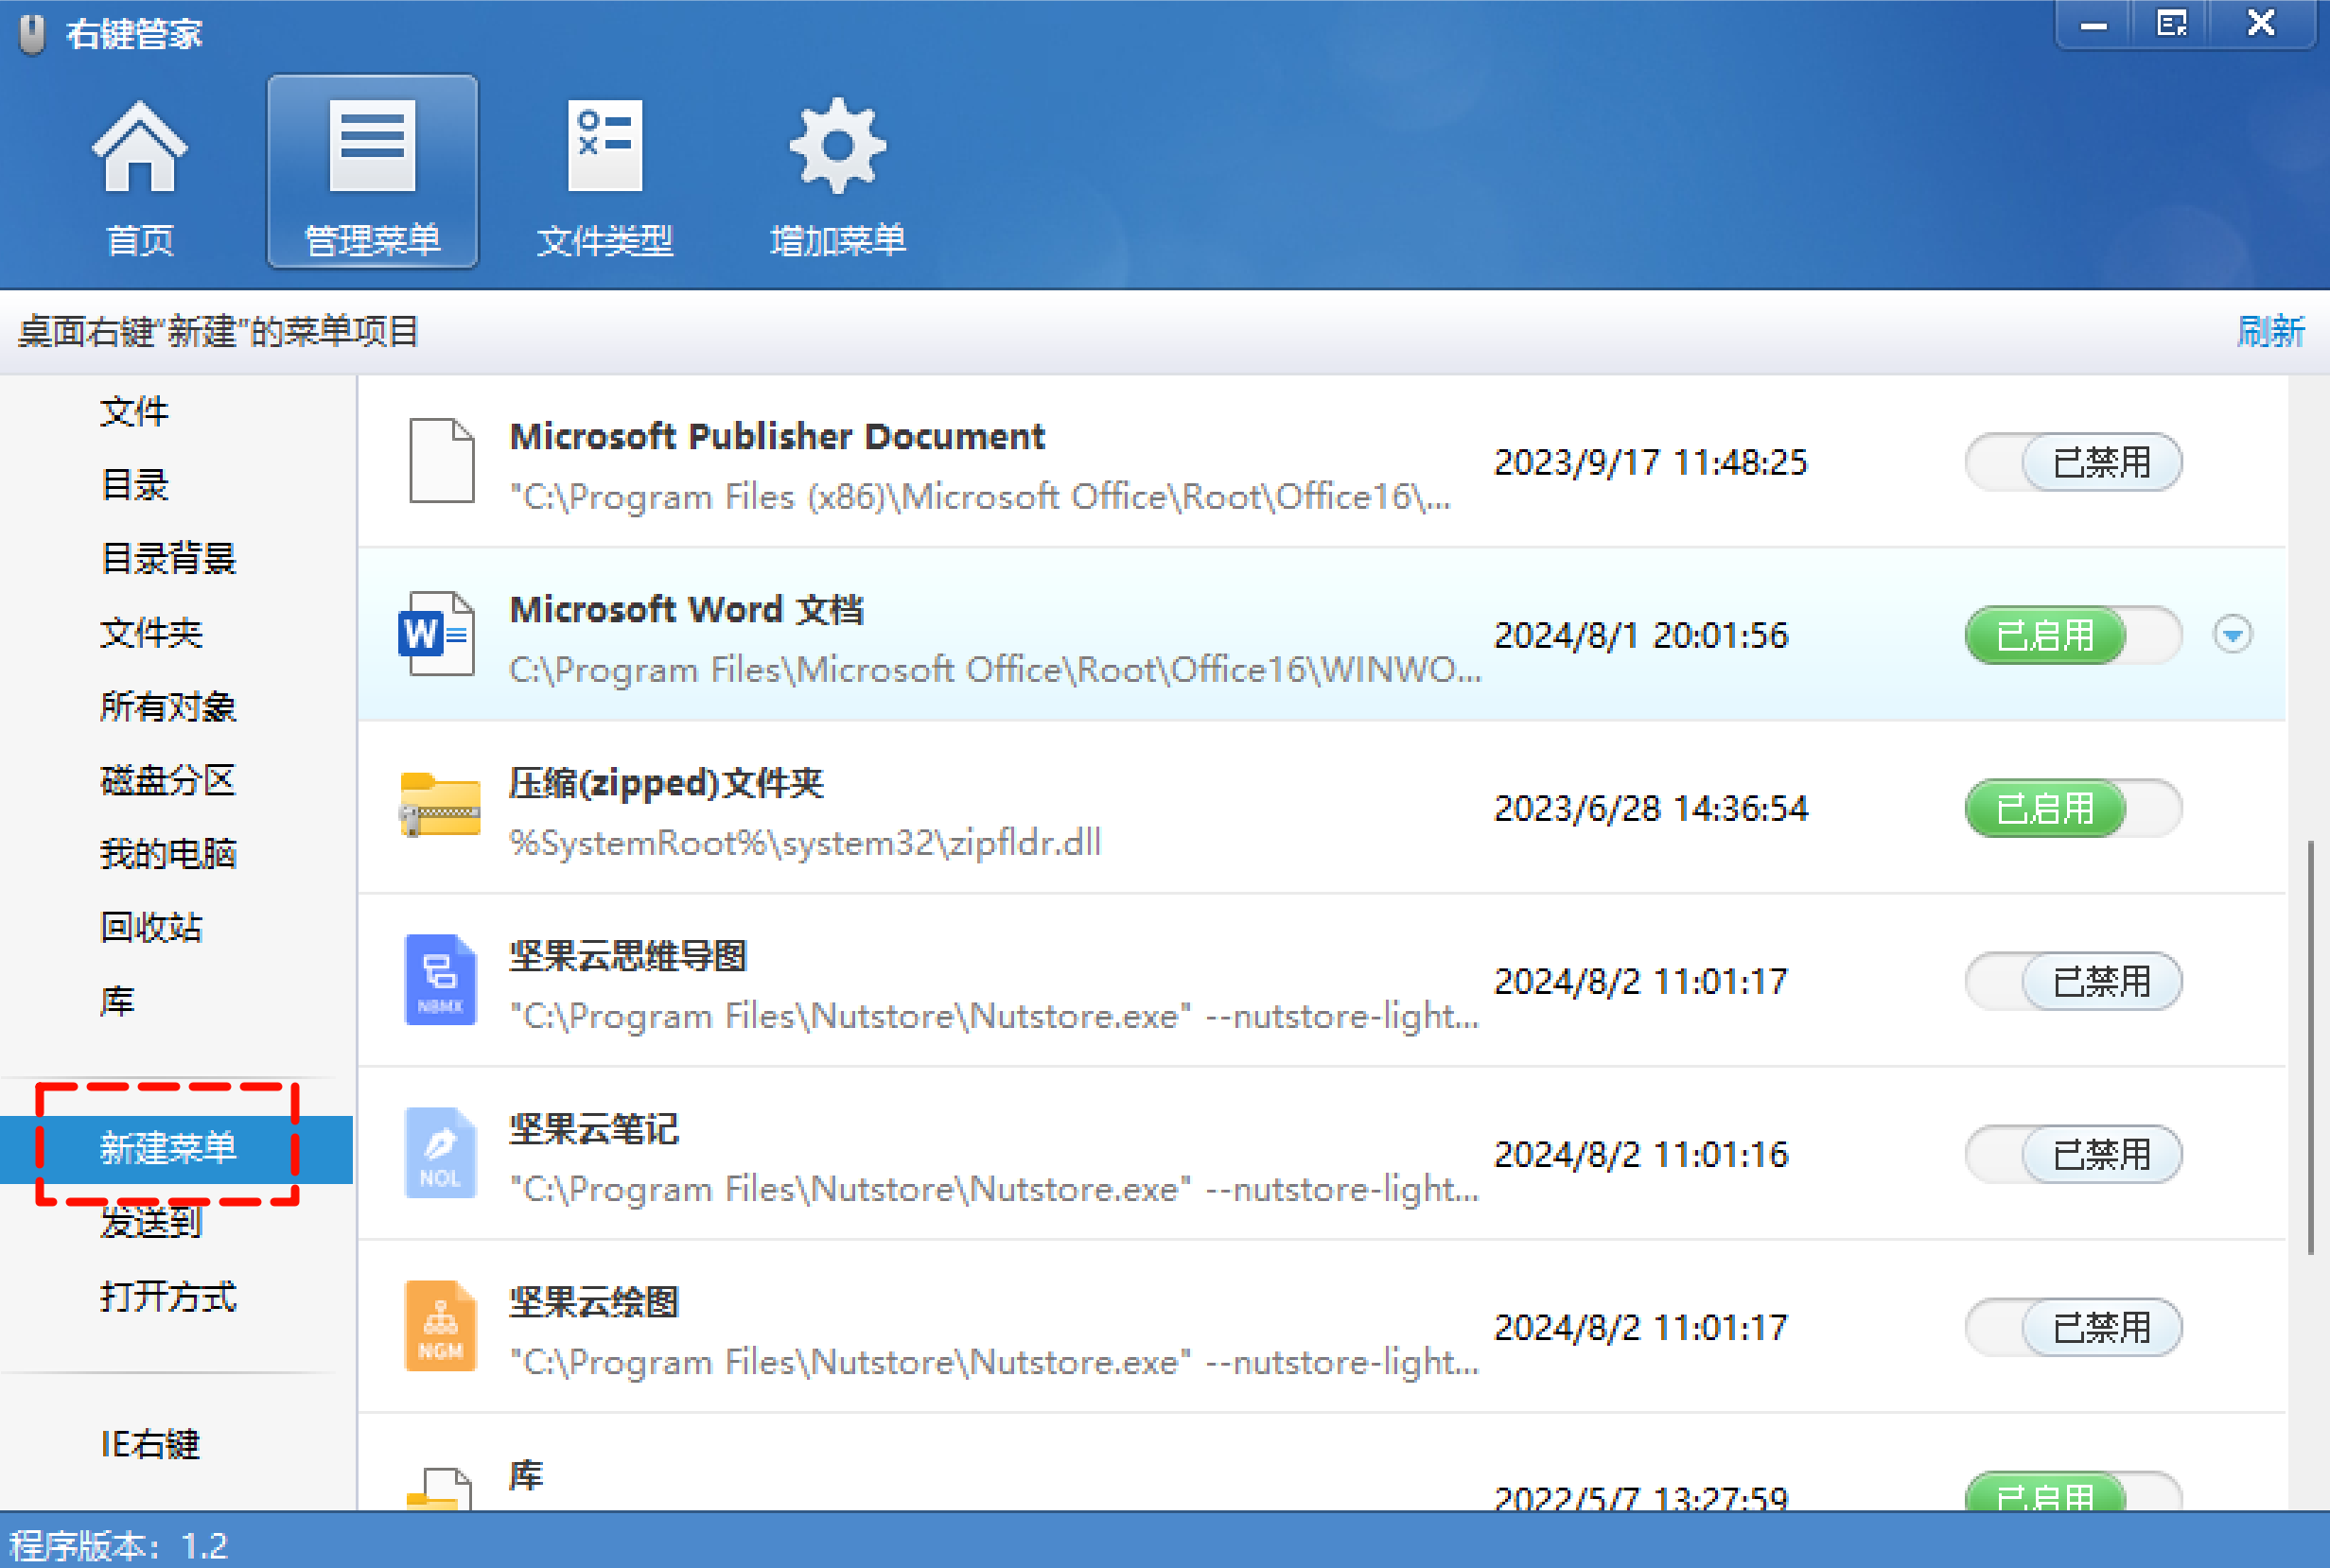 右键管家
首页
管理菜单
文件类型
增加菜单
桌面右键“新建”的菜单项目
刷新
文件
目录
目录背景
文件夹
所有对象
磁盘分区
我的电脑
回收站
库
新建菜单
发送到
打开方式
IE右键
Microsoft Publisher Document
"C:\Program Files (x86)\Microsoft Office\Root\Office16\...
2023/9/17 11:48:25
已禁用
Microsoft Word 文档
C:\Program Files\Microsoft Office\Root\Office16\WINWO...
2024/8/1 20:01:56
已启用
压缩(zipped)文件夹
%SystemRoot%\system32\zipfldr.dll
2023/6/28 14:36:54
已启用
NBMX
坚果云思维导图
"C:\Program Files\Nutstore\Nutstore.exe" --nutstore-light...
2024/8/2 11:01:17
已禁用
NOL
坚果云笔记
"C:\Program Files\Nutstore\Nutstore.exe" --nutstore-light...
2024/8/2 11:01:16
已禁用
NGM
坚果云绘图
"C:\Program Files\Nutstore\Nutstore.exe" --nutstore-light...
2024/8/2 11:01:17
已禁用
库
2022/5/7 13:27:59
已启用
程序版本：1.2